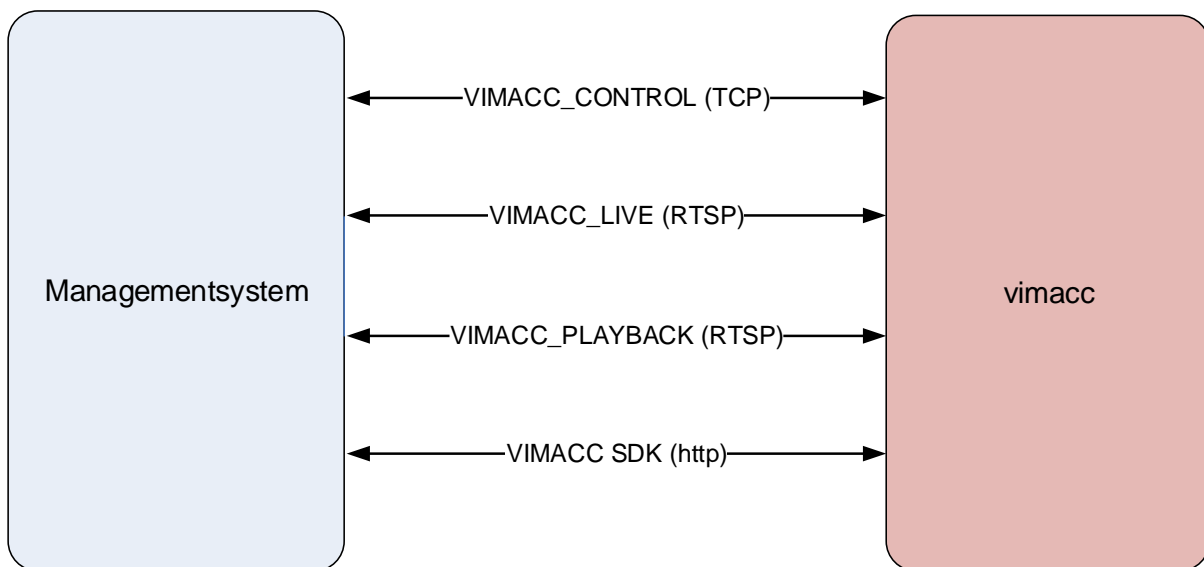 VIMACC_CONTROL (TCP)
VIMACC_LIVE (RTSP)
Managementsystem
vimacc
VIMACC_PLAYBACK (RTSP)
VIMACC SDK (http)